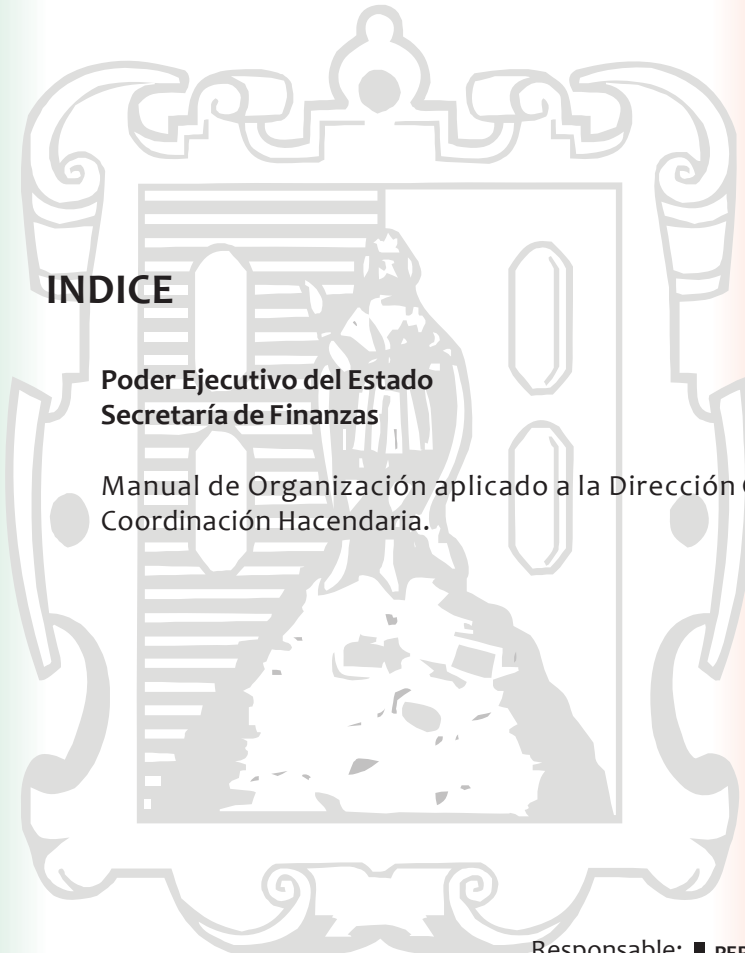 INDICE
Poder Ejecutivo del Estado
Secretaría de Finanzas
Manual de Organización aplicado a la Dirección
Coordinación Hacendaria.
Responsable: